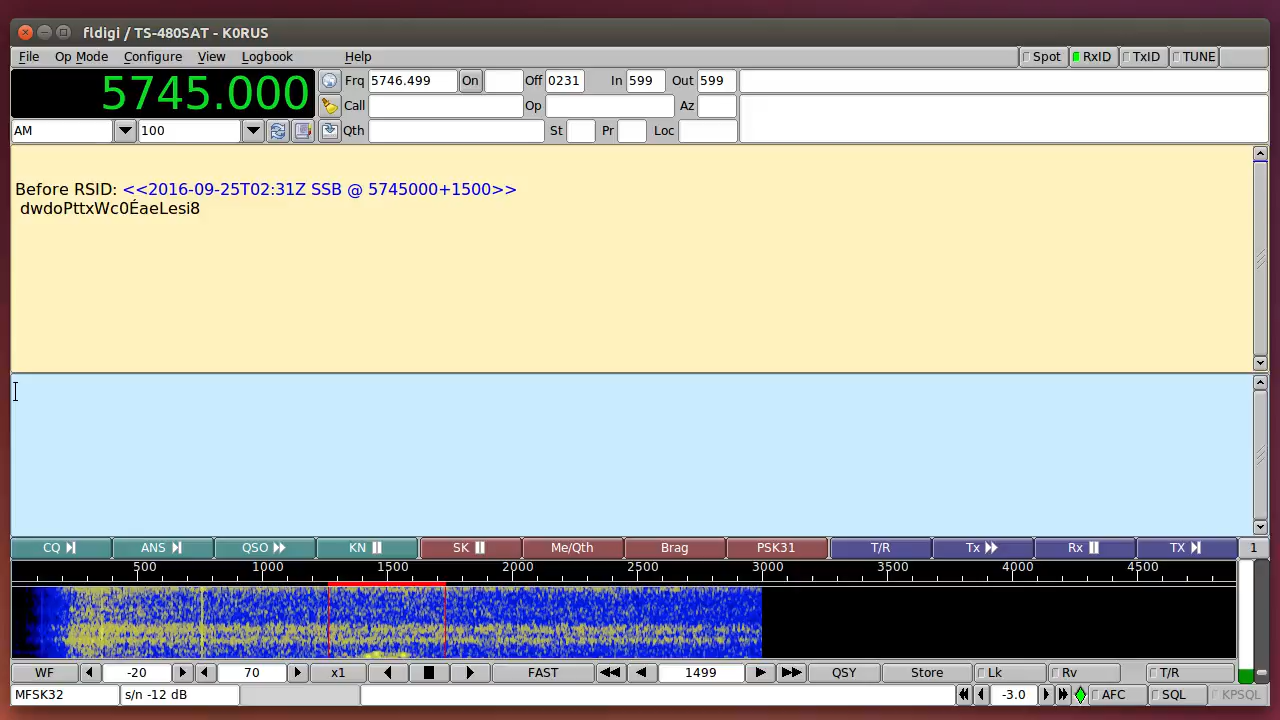 fldigi / TS-480SAT - K0RUS
File Op Mode Configure View Logbook Help Spot RxID TxID TUNE
5745.000 Frq 5746.499 On Off 0231 In 599 Out 599
Call Op Az
AM 100 Qth St Pr Loc
Before RSID: <<2016-09-25T02:31Z SSB @ 5745000+1500>>
dwdoPttxWc0ÉaeLesi8
CQ ANS QSO KN SK Me/Qth Brag PSK31 T/R Tx Rx TX 1
500 1000 1500 2000 2500 3000 3500 4000 4500
WF -20 70 x1 FAST 1499 QSY Store Lk Rv T/R
MFSK32 s/n -12 dB -3.0 AFC SQL KPSQL